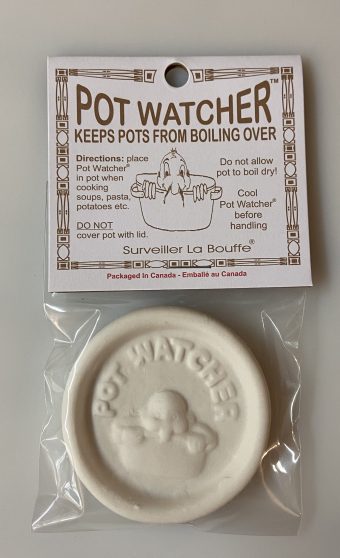 POT WATCHER™
KEEPS POTS FROM BOILING OVER
Directions: place
Pot Watcher®
in pot when
cooking
soups, pasta,
potatoes etc.
DO NOT
cover pot with lid.
Do not allow
pot to boil dry!
Cool
Pot Watcher®
before
handling
Surveiller La Bouffe®
Packaged In Canada - Emballé au Canada
POT WATCHER